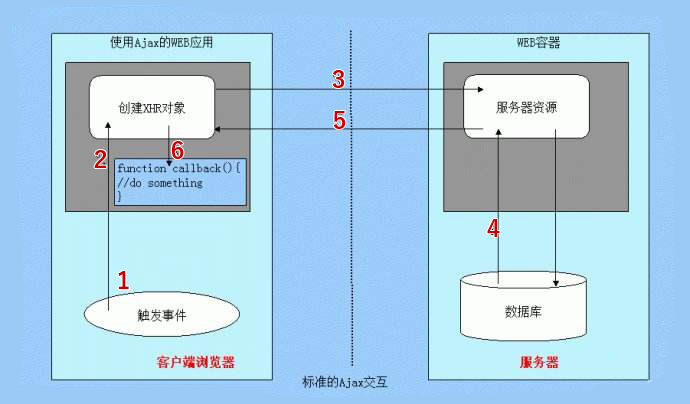 使用Ajax的WEB应用
WEB容器
3
创建XHR对象
服务器资源
5
2
6
function callback(){
//do something
}
4
1
触发事件
数据库
客户端浏览器
服务器
标准的Ajax交互